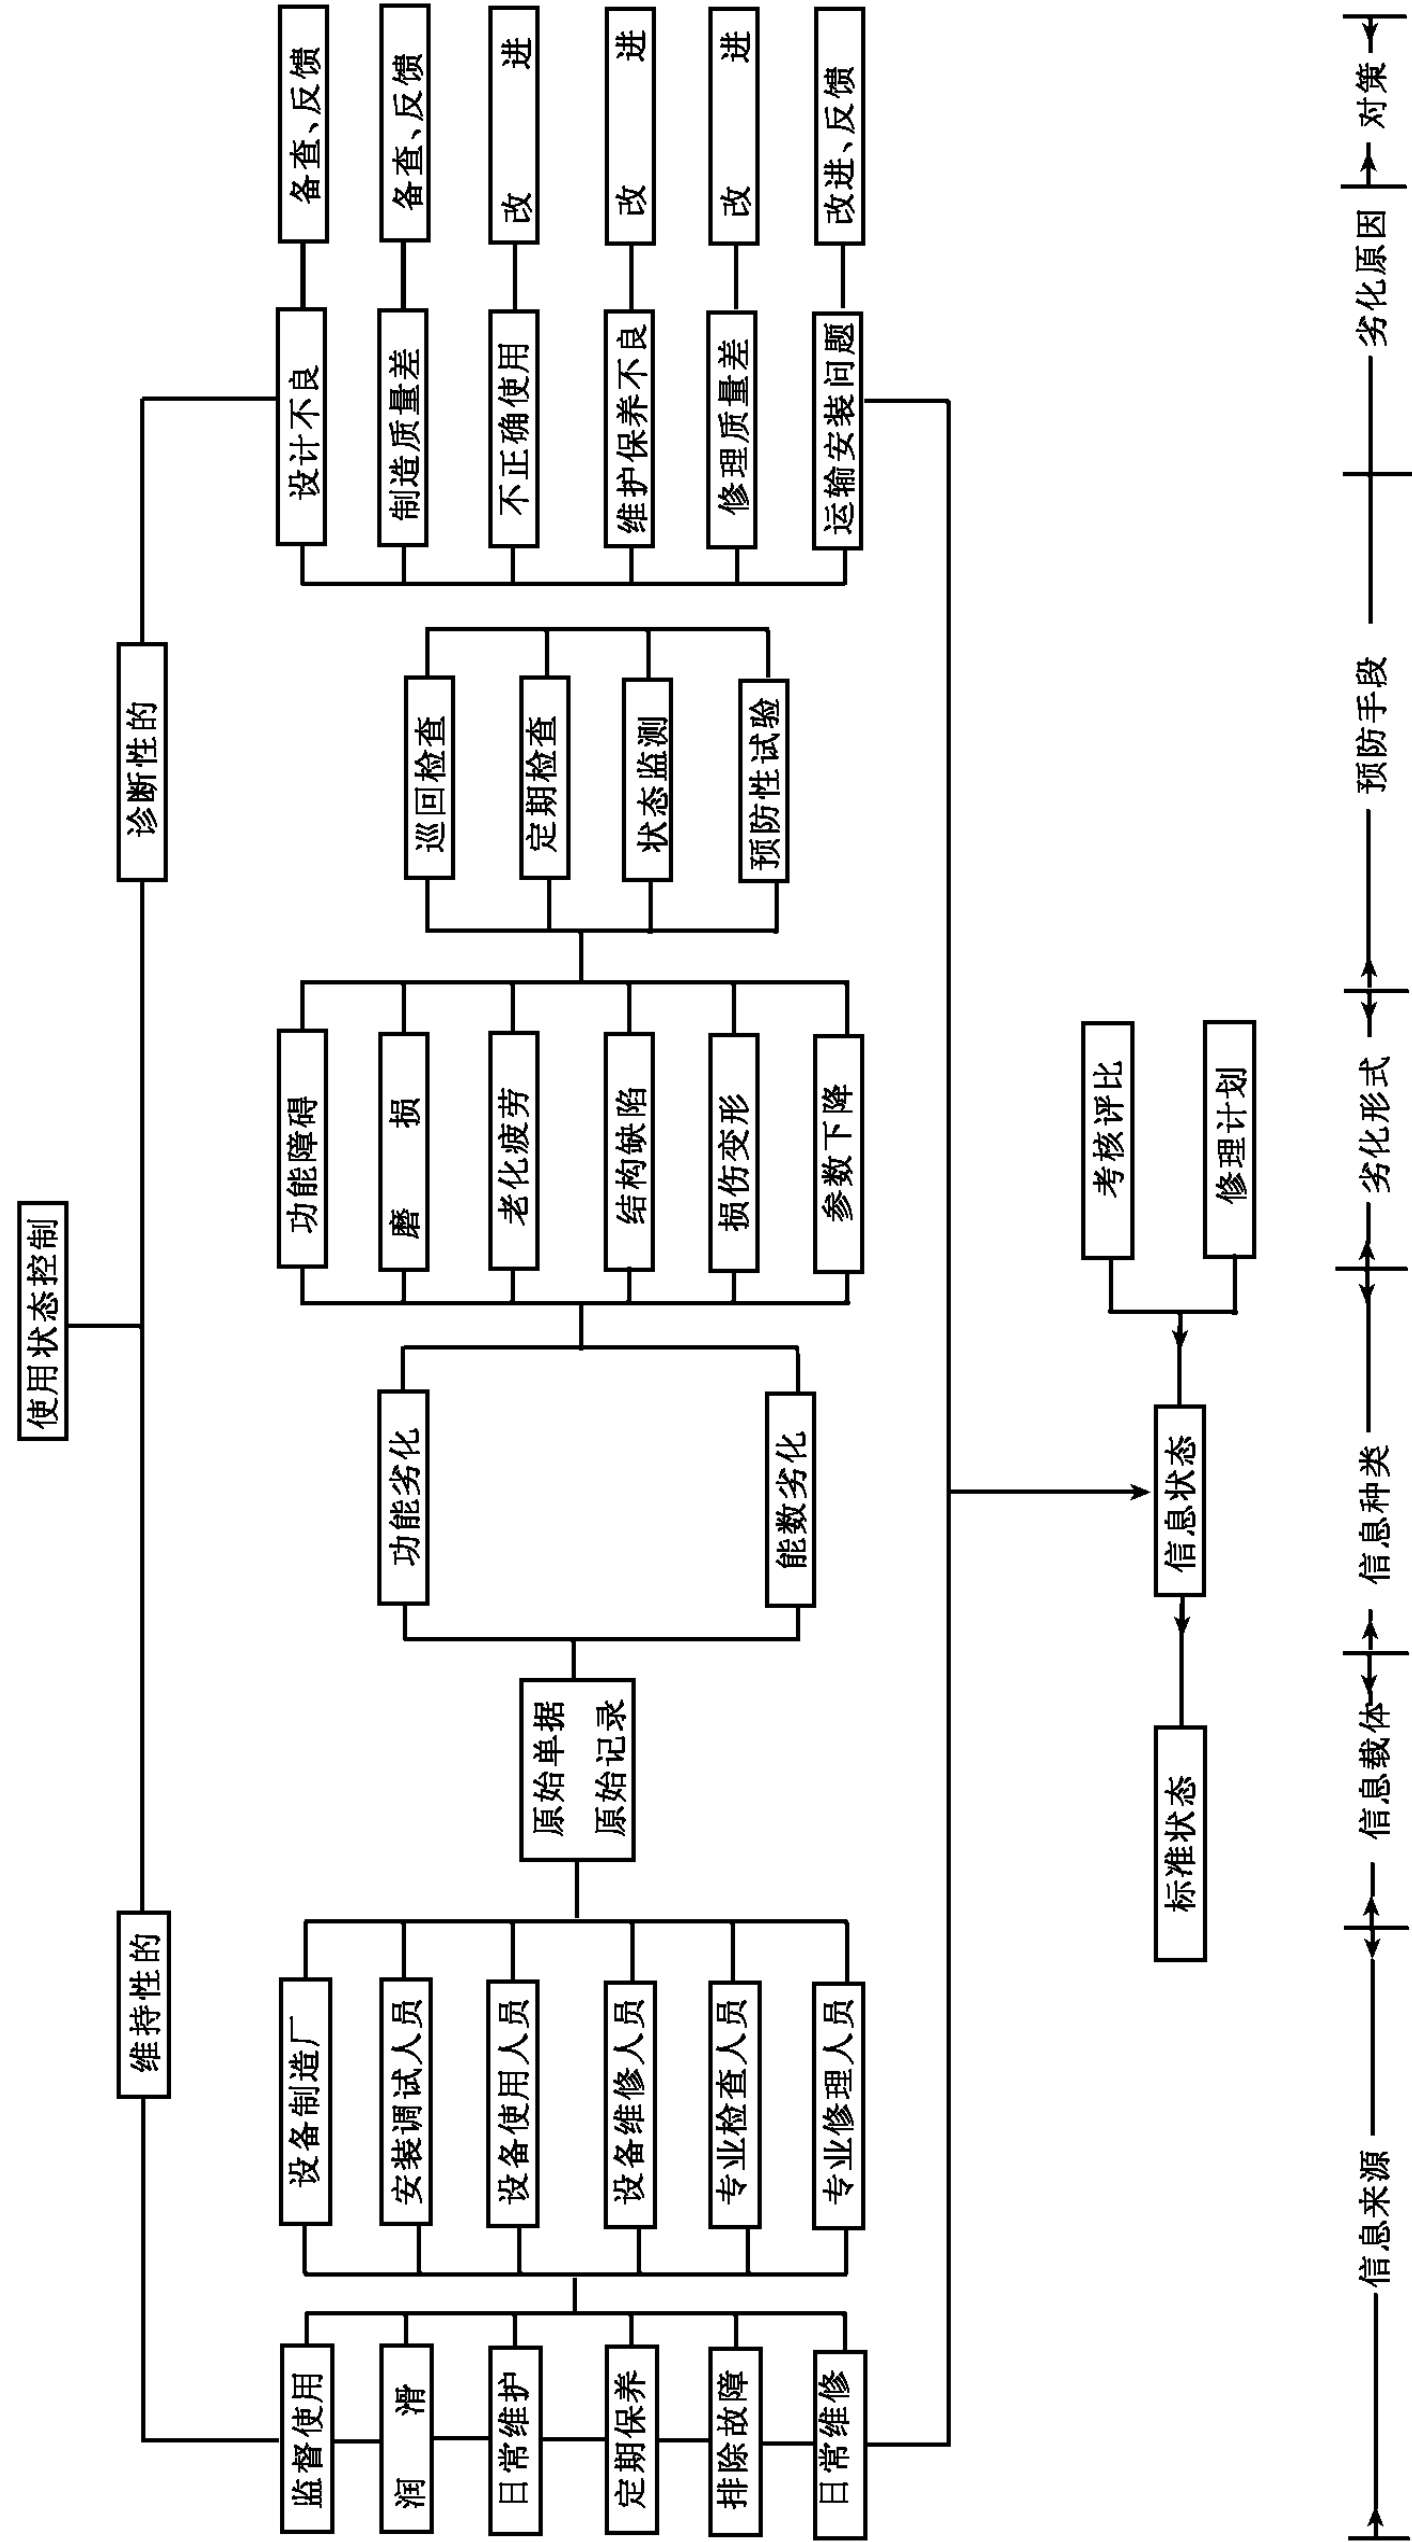 使用状态控制
维持性的
诊断性的
监督使用
润 滑
日常维护
定期保养
排除故障
日常维修
设备制造厂
安装调试人员
设备使用人员
设备维修人员
专业检查人员
专业修理人员
原始单据
原始记录
功能劣化
能数劣化
功能障碍
磨 损
老化疲劳
结构缺陷
损伤变形
参数下降
巡回检查
定期检查
状态监测
预防性试验
设计不良
制造质量差
不正确使用
维护保养不良
修理质量差
运输安装问题
备查、反馈
备查、反馈
改 进
改 进
改 进
改进、反馈
标准状态
信息状态
考核评比
修理计划
信息来源
信息载体
信息种类
劣化形式
预防手段
劣化原因
对策